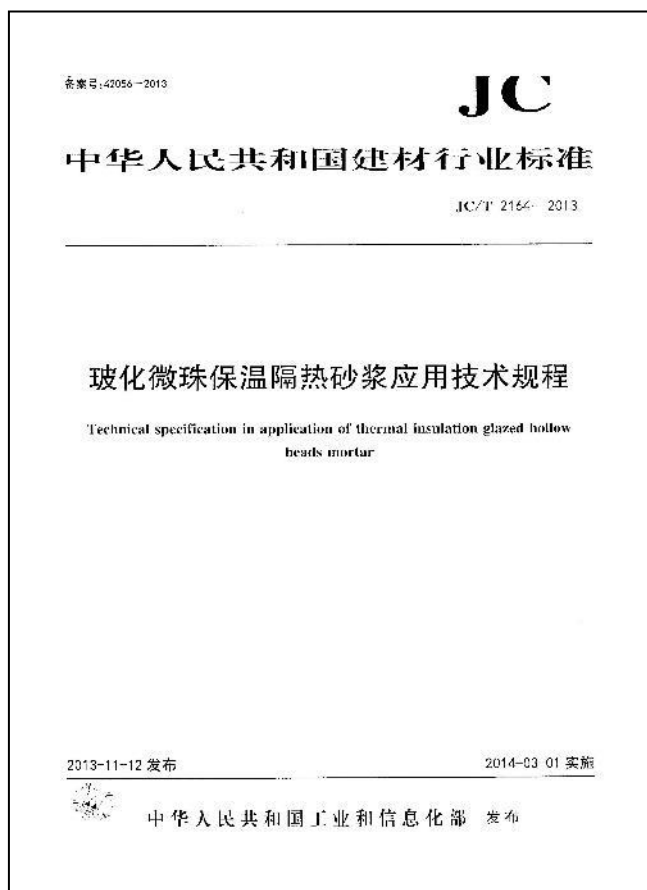 备案号:42056-2013
JC
中华人民共和国建材行业标准
JC/T 2164-2013
玻化微珠保温隔热砂浆应用技术规程
Technical specification in application of thermal insulation glazed hollow
beads mortar
2013-11-12 发布
2014-03-01 实施
中华人民共和国工业和信息化部 发布